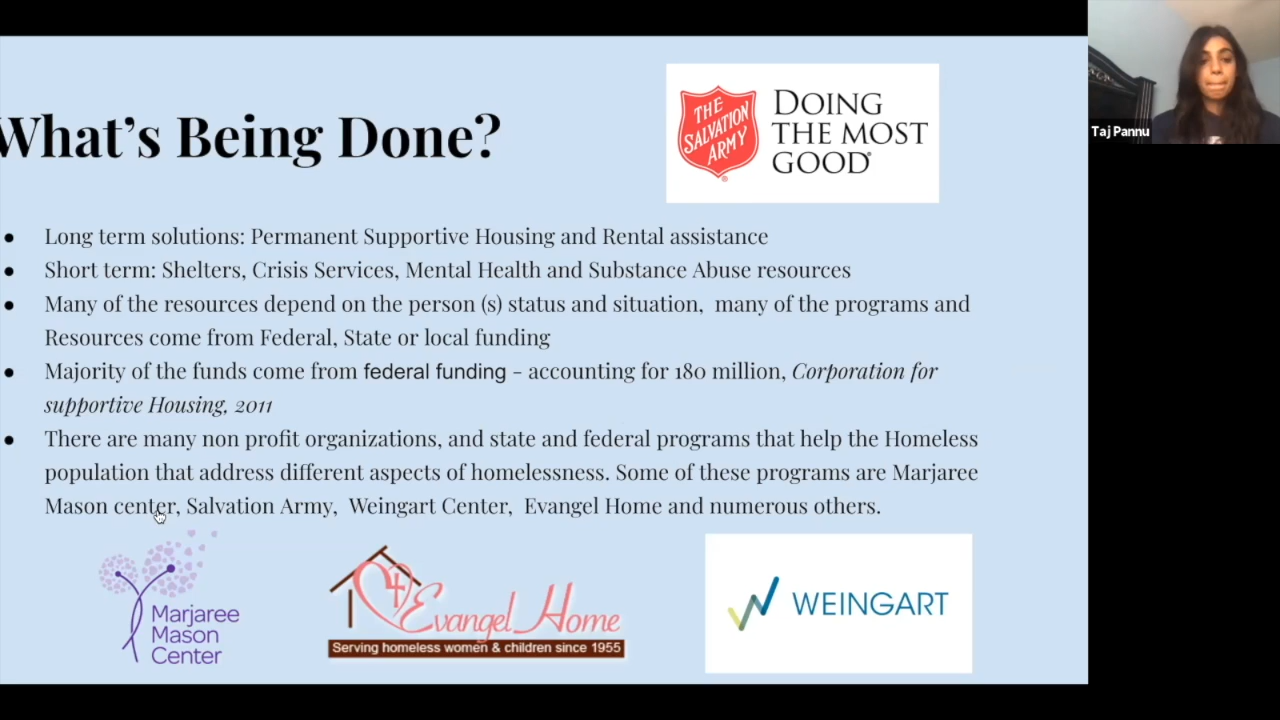 What's Being Done?
THE
SALVATION
ARMY
DOING
THE MOST
GOOD®
Taj Pannu
● Long term solutions: Permanent Supportive Housing and Rental assistance
● Short term: Shelters, Crisis Services, Mental Health and Substance Abuse resources
● Many of the resources depend on the person (s) status and situation,  many of the programs and
Resources come from Federal, State or local funding
● Majority of the funds come from federal funding - accounting for 180 million, Corporation for
supportive Housing, 2011
● There are many non profit organizations, and state and federal programs that help the Homeless
population that address different aspects of homelessness. Some of these programs are Marjaree
Mason center, Salvation Army,  Weingart Center,  Evangel Home and numerous others.
Marjaree
Mason
Center
Evangel Home
Serving homeless women & children since 1955
WEINGART